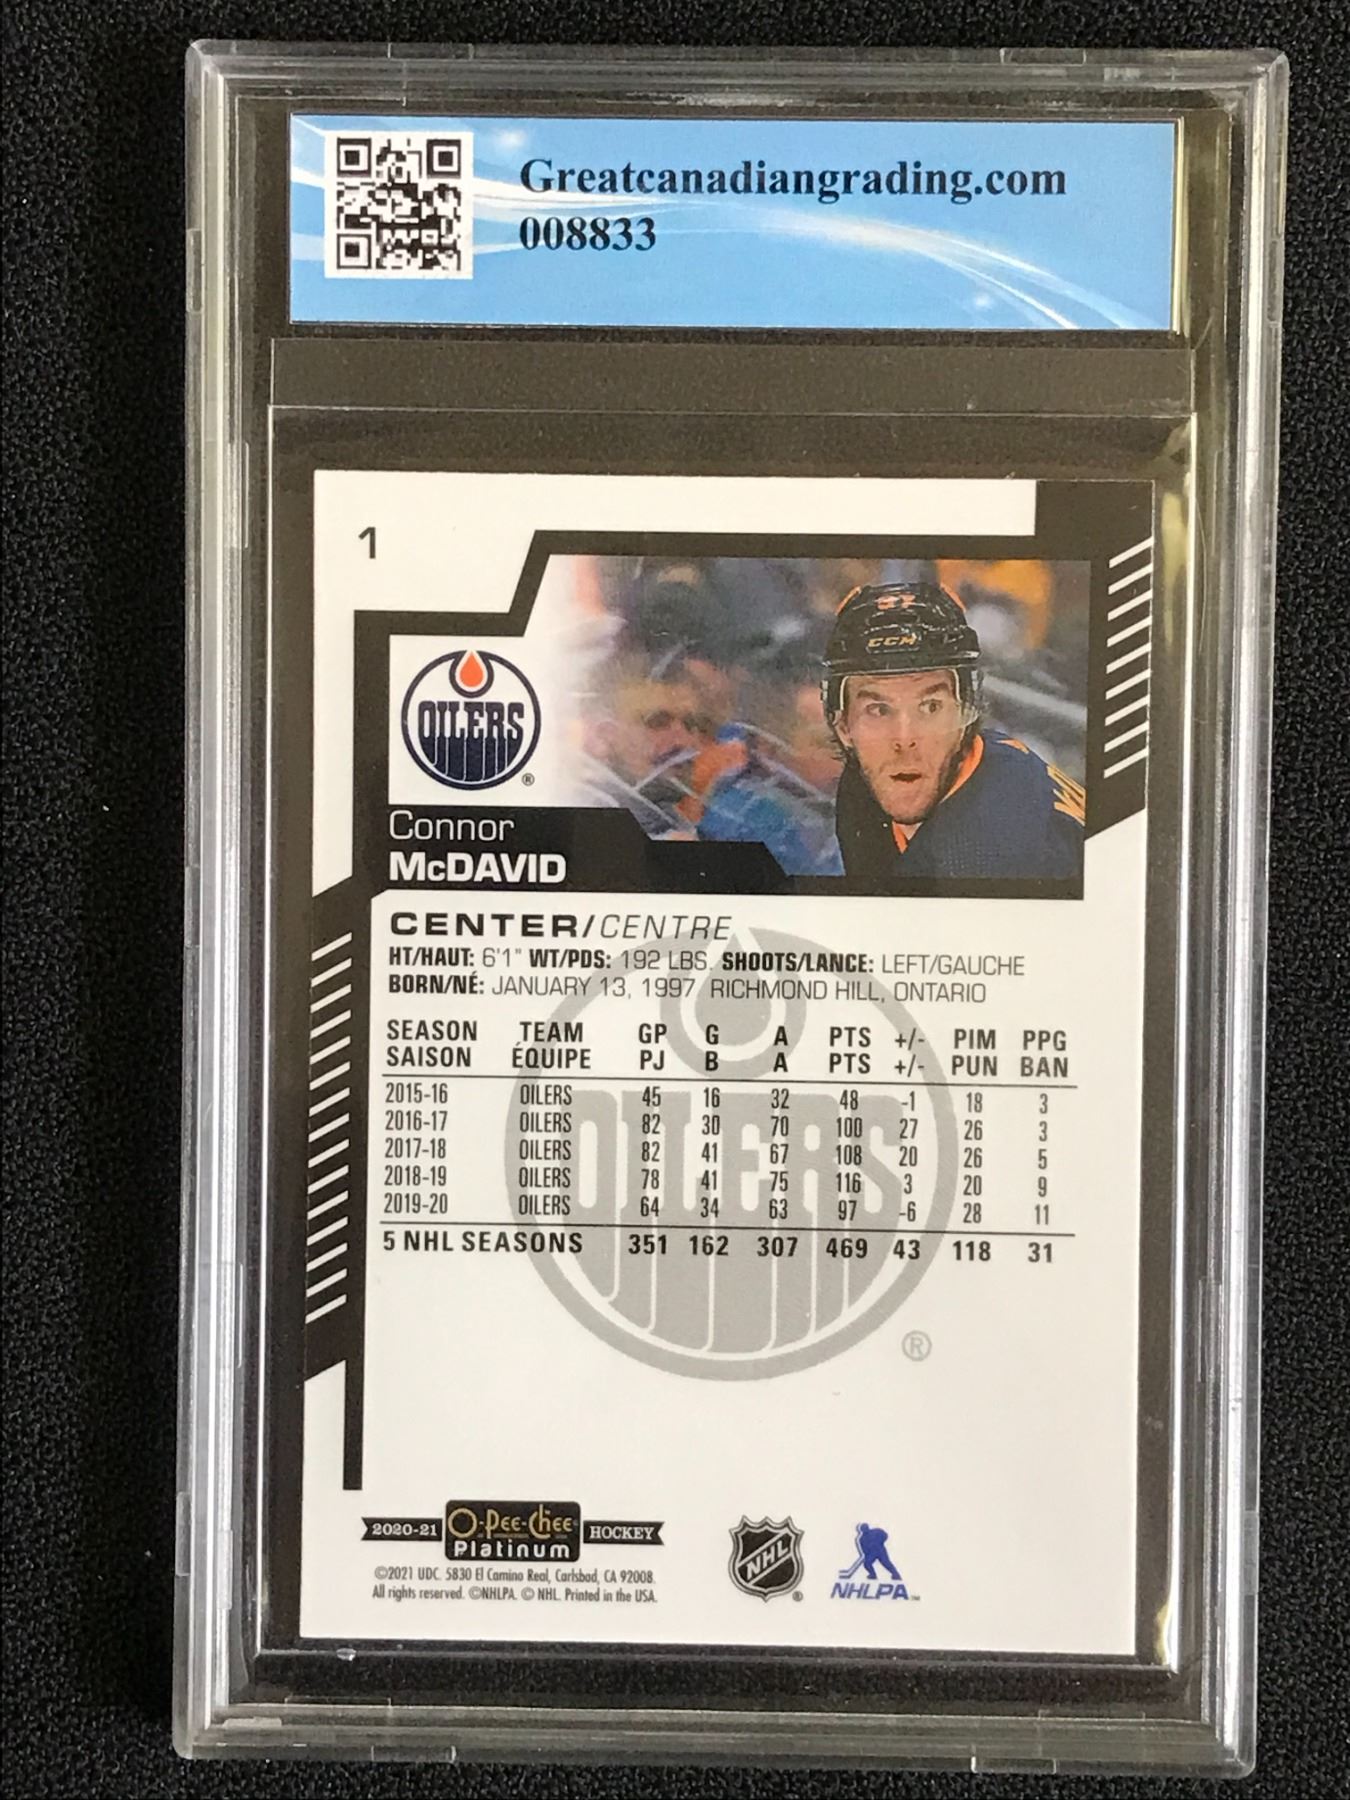 Greatcanadiangrading.com
008833
1
97
CCM
OILERS
®
Connor
McDAVID
CENTER/CENTRE
HT/HAUT: 6'1" WT/PDS: 192 LBS. SHOOTS/LANCE: LEFT/GAUCHE
BORN/NÉ: JANUARY 13, 1997 RICHMOND HILL, ONTARIO
SEASON TEAM GP G A PTS +/- PIM PPG
SAISON ÉQUIPE PJ B A PTS +/- PUN BAN
2015-16 OILERS 45 16 32 48 -1 18 3
2016-17 OILERS 82 30 70 100 27 26 3
2017-18 OILERS 82 41 67 108 20 26 5
2018-19 OILERS 78 41 75 116 3 20 9
2019-20 OILERS 64 34 63 97 -6 28 11
5 NHL SEASONS 351 162 307 469 43 118 31
OILERS
®
2020-21 O-Pee-Chee HOCKEY
Platinum
©2021 UDC. 5830 El Camino Real, Carlsbad, CA 92008.
All rights reserved. ©NHLPA. © NHL. Printed in the USA.
NHL
®
NHLPA™